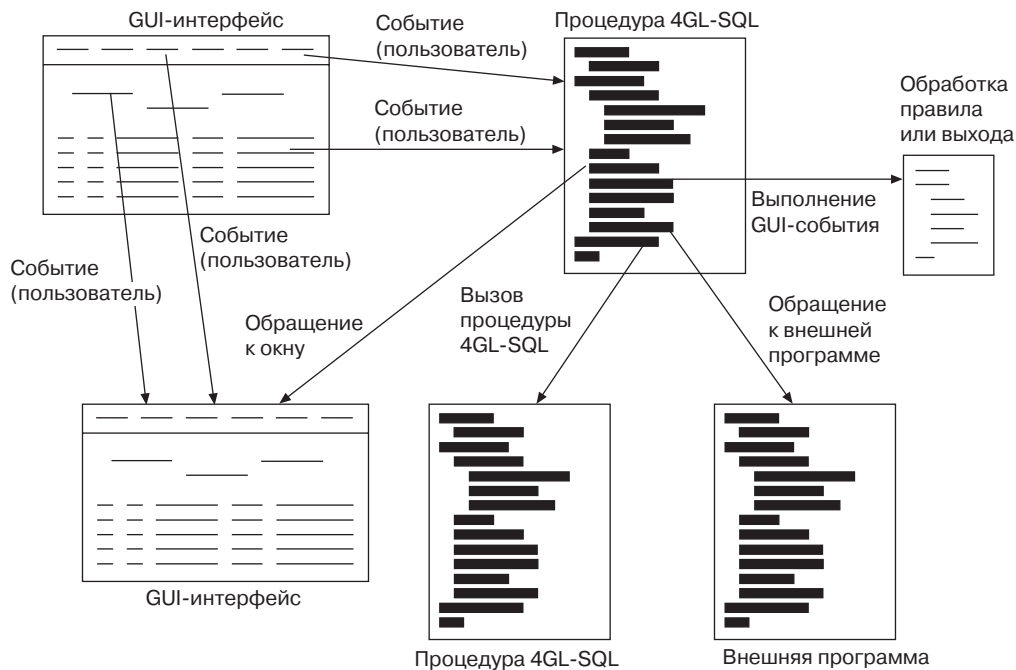 GUI-интерфейс
Событие
(пользователь)
Процедура 4GL-SQL
Событие
(пользователь)
Обработка
правила
или выхода
Выполнение
GUI-события
Событие
(пользователь)
Событие
(пользователь)
Обращение
к окну
Вызов
процедуры
4GL-SQL
Обращение
к внешней
программе
GUI-интерфейс
Процедура 4GL-SQL
Внешняя программа